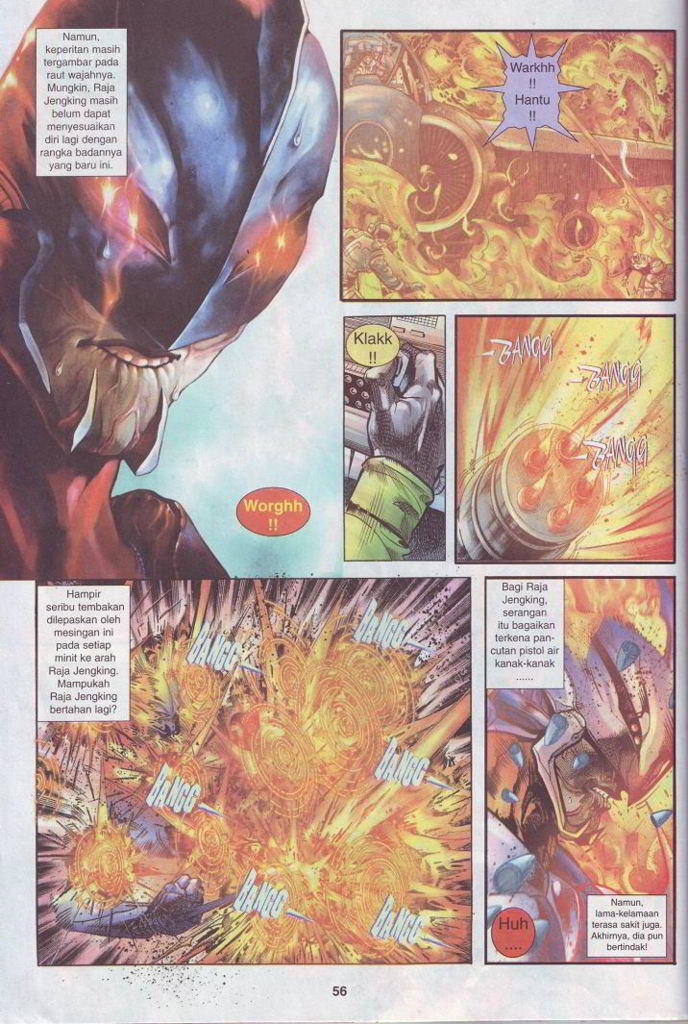 Namun,
keperitan masih
tergambar pada
raut wajahnya.
Mungkin, Raja
Jengking masih
belum dapat
menyesuaikan
diri lagi dengan
rangka badannya
yang baru ini.
Worghh
!!
Warkhh
!!
Hantu
!!
Klakk
!!
BANGG
BANGG
BANGG
Hampir
seribu tembakan
dilepaskan oleh
mesingan ini
pada setiap
minit ke arah
Raja Jengking.
Mampukah
Raja Jengking
bertahan lagi?
BANGG
BANGG
BANGG
BANGG
BANGG
BANGG
Bagi Raja
Jengking,
serangan
itu bagaikan
terkena pan-
cutan pistol air
kanak-kanak
......
Huh
....
Namun,
lama-kelamaan
terasa sakit juga.
Akhirnya, dia pun
bertindak!
56